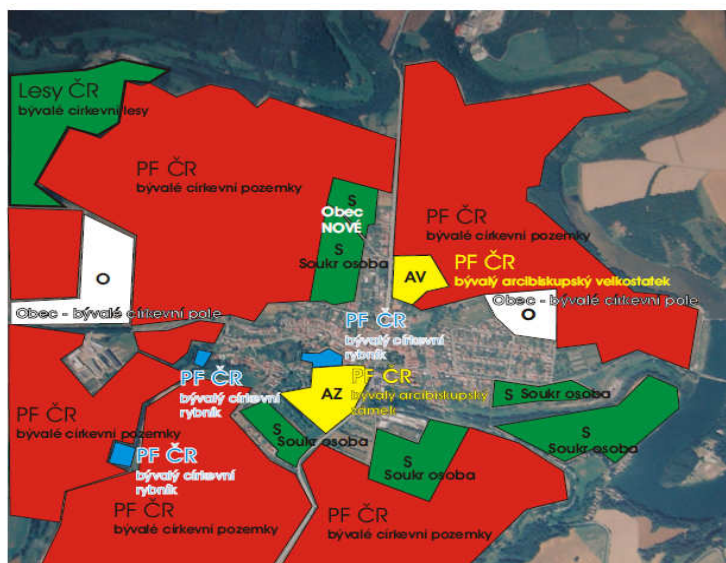 Lesy ČR
bývalé církevní lesy
PF ČR
bývalé církevní pozemky
S
Obec
NOVÉ
S
Soukr osoba
PF ČR
bývalé církevní pozemky
PF ČR
bývalý arcibiskupský velkostatek
AV
O
Obec - bývalé církevní pole
Obec - bývalé církevní pole
O
PF ČR
bývalý církevní
rybník
PF ČR
bývalý církevní
rybník
AZ
PF ČR
bývalý arcibiskupský
zámek
S
Soukr osoba
PF ČR
bývalé církevní pozemky
S
Soukr osoba
S
Soukr osoba
PF ČR
bývalý církevní
rybník
S
Soukr osoba
PF ČR
bývalé církevní pozemky
PF ČR
bývalé církevní pozemky